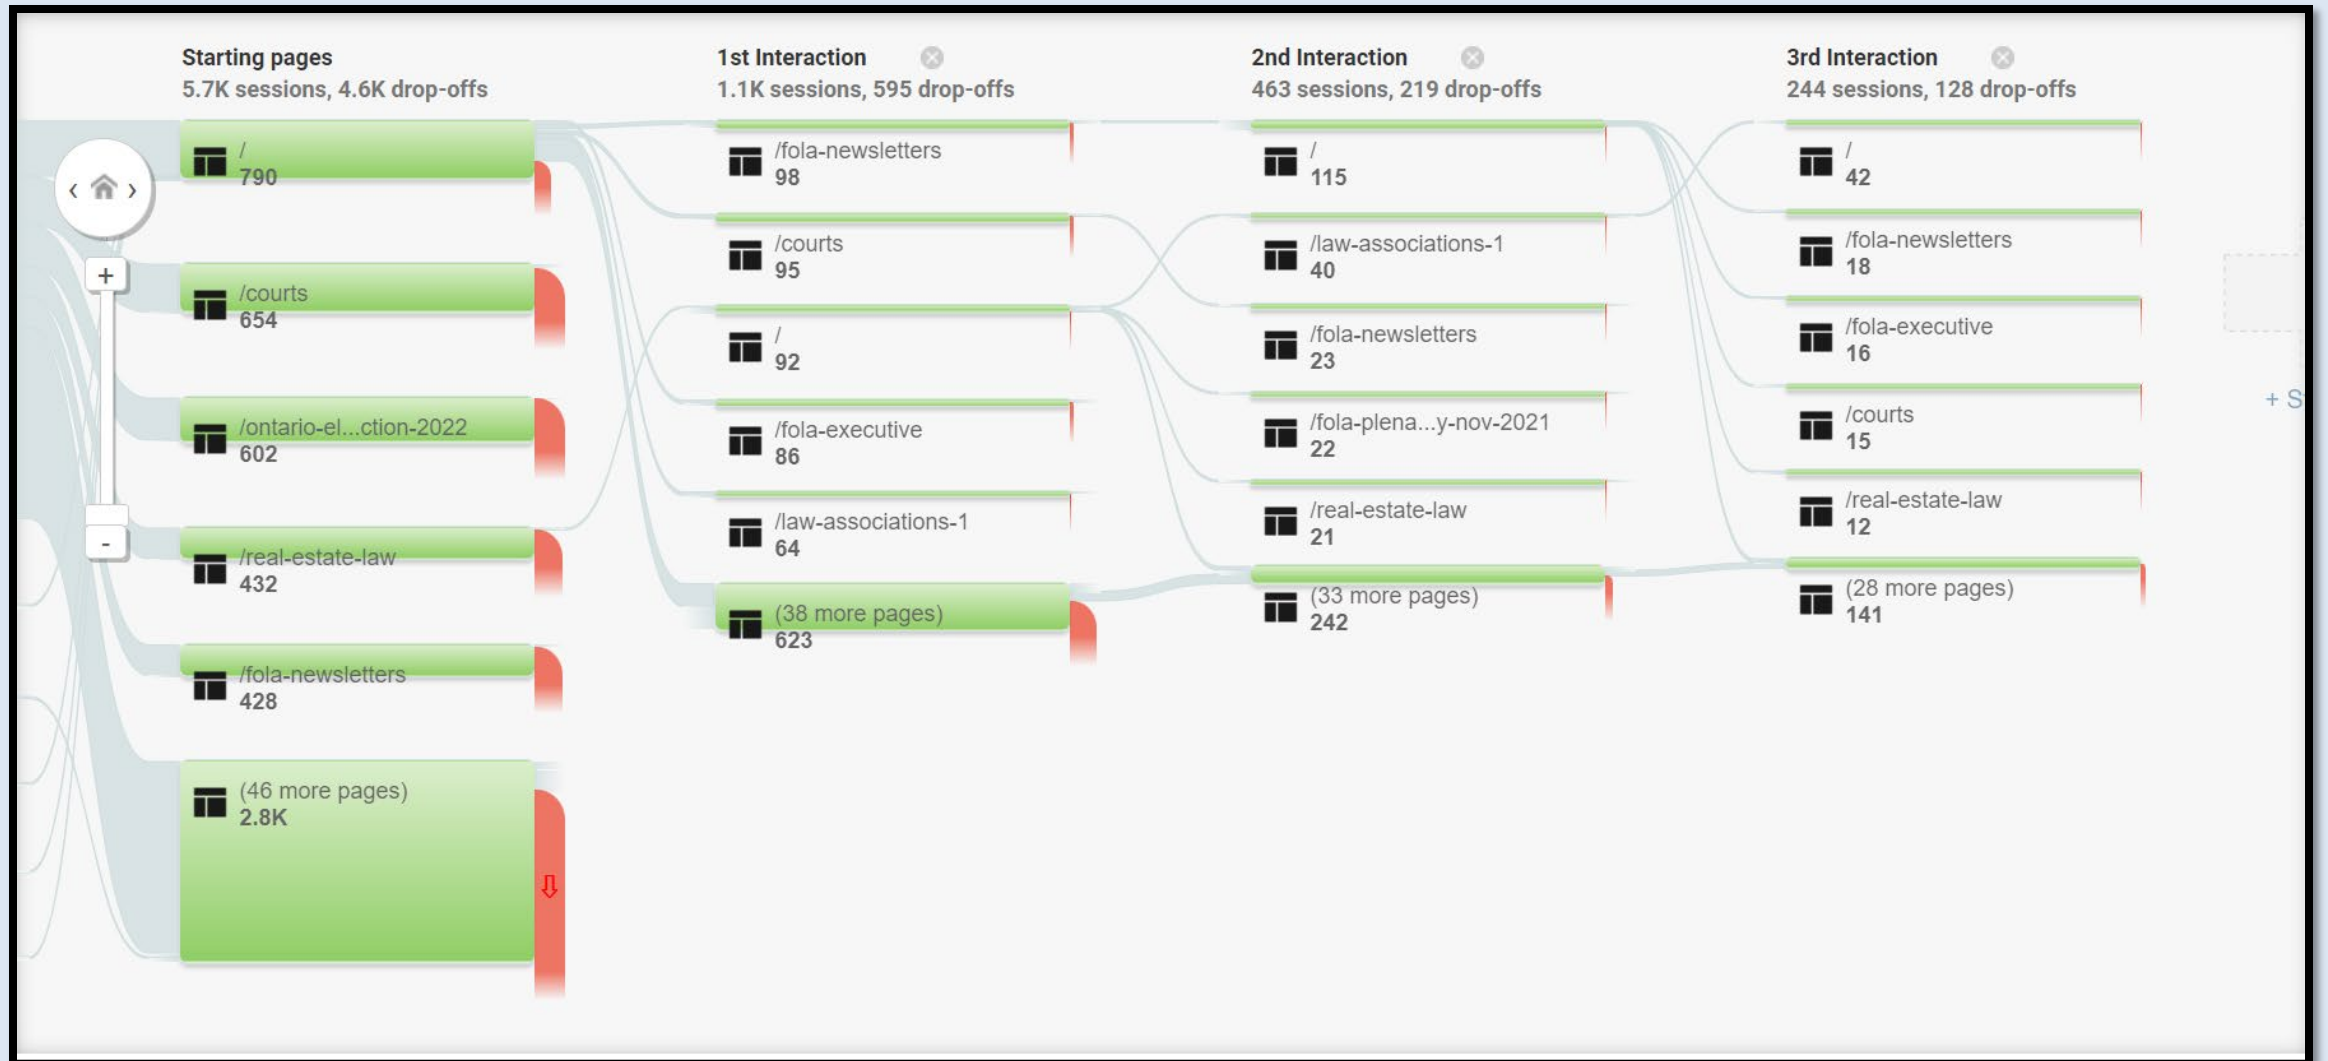 Starting pages
5.7K sessions, 4.6K drop-offs
/
790
/courts
654
/ontario-el...ction-2022
602
/real-estate-law
432
/fola-newsletters
428
(46 more pages)
2.8K
1st Interaction
1.1K sessions, 595 drop-offs
/fola-newsletters
98
/courts
95
/
92
/fola-executive
86
/law-associations-1
64
(38 more pages)
623
2nd Interaction
463 sessions, 219 drop-offs
/
115
/law-associations-1
40
/fola-newsletters
23
/fola-plena...y-nov-2021
22
/real-estate-law
21
(33 more pages)
242
3rd Interaction
244 sessions, 128 drop-offs
/
42
/fola-newsletters
18
/fola-executive
16
/courts
15
/real-estate-law
12
(28 more pages)
141
+
-
+ S